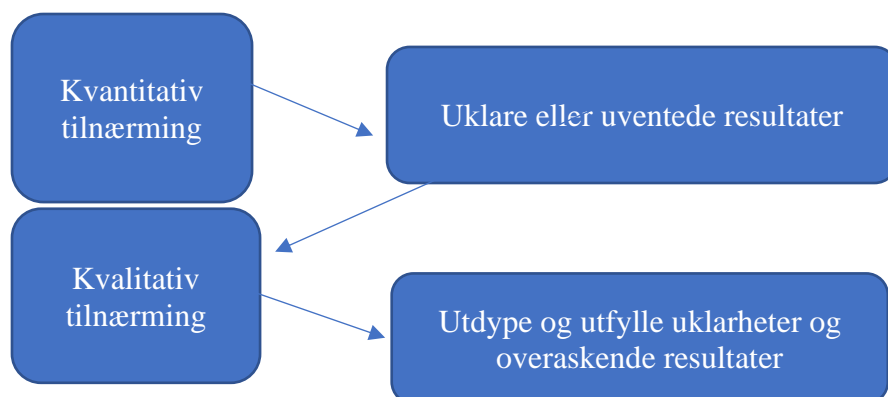 Kvantitativ
tilnærming
Uklare eller uventede resultater
Kvalitativ
tilnærming
Utdype og utfylle uklarheter og
overaskende resultater